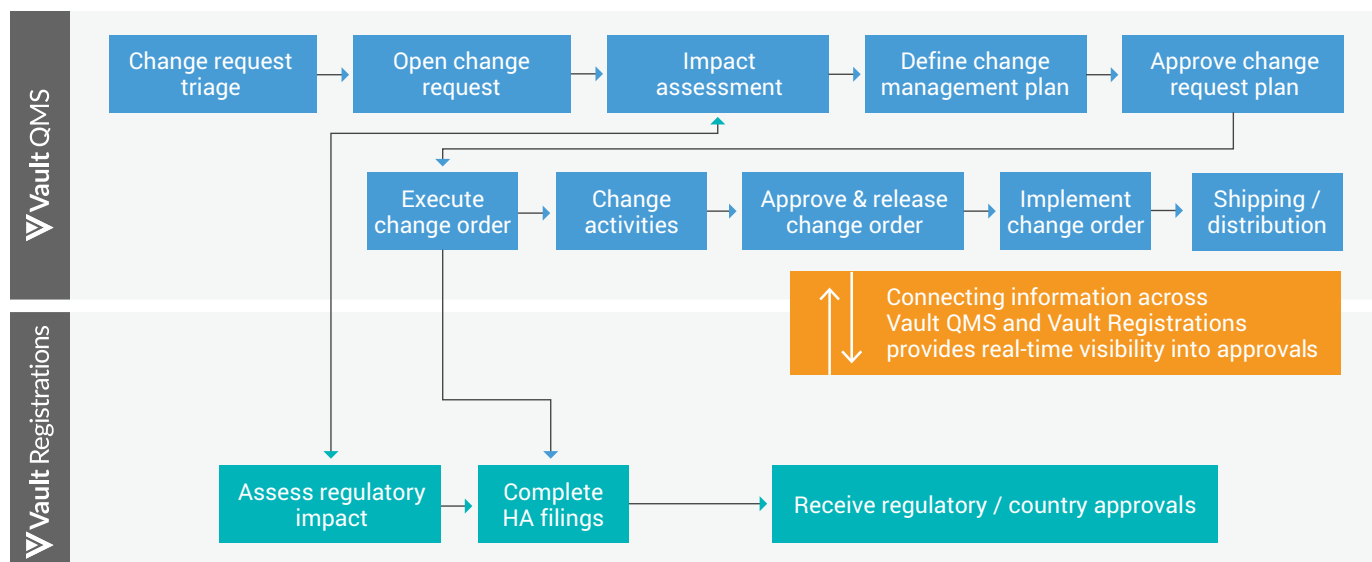 Vault QMS
Change request
triage
Open change
request
Impact
assessment
Define change
management plan
Approve change
request plan
Execute
change order
Change
activities
Approve & release
change order
Implement
change order
Shipping /
distribution
Connecting information across
Vault QMS and Vault Registrations
provides real-time visibility into approvals
Vault Registrations
Assess regulatory
impact
Complete
HA filings
Receive regulatory / country approvals